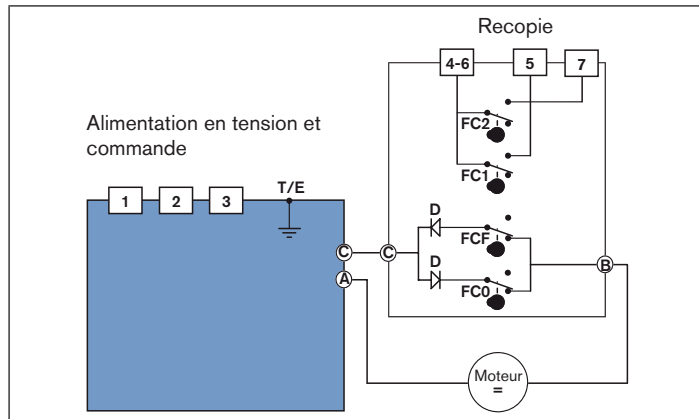 Recopie
4-6 5 7
FC2
Alimentation en tension et
commande
FC1
1 2 3 T/E
D
FCF
C C
D
B
A
FC0
Moteur
=